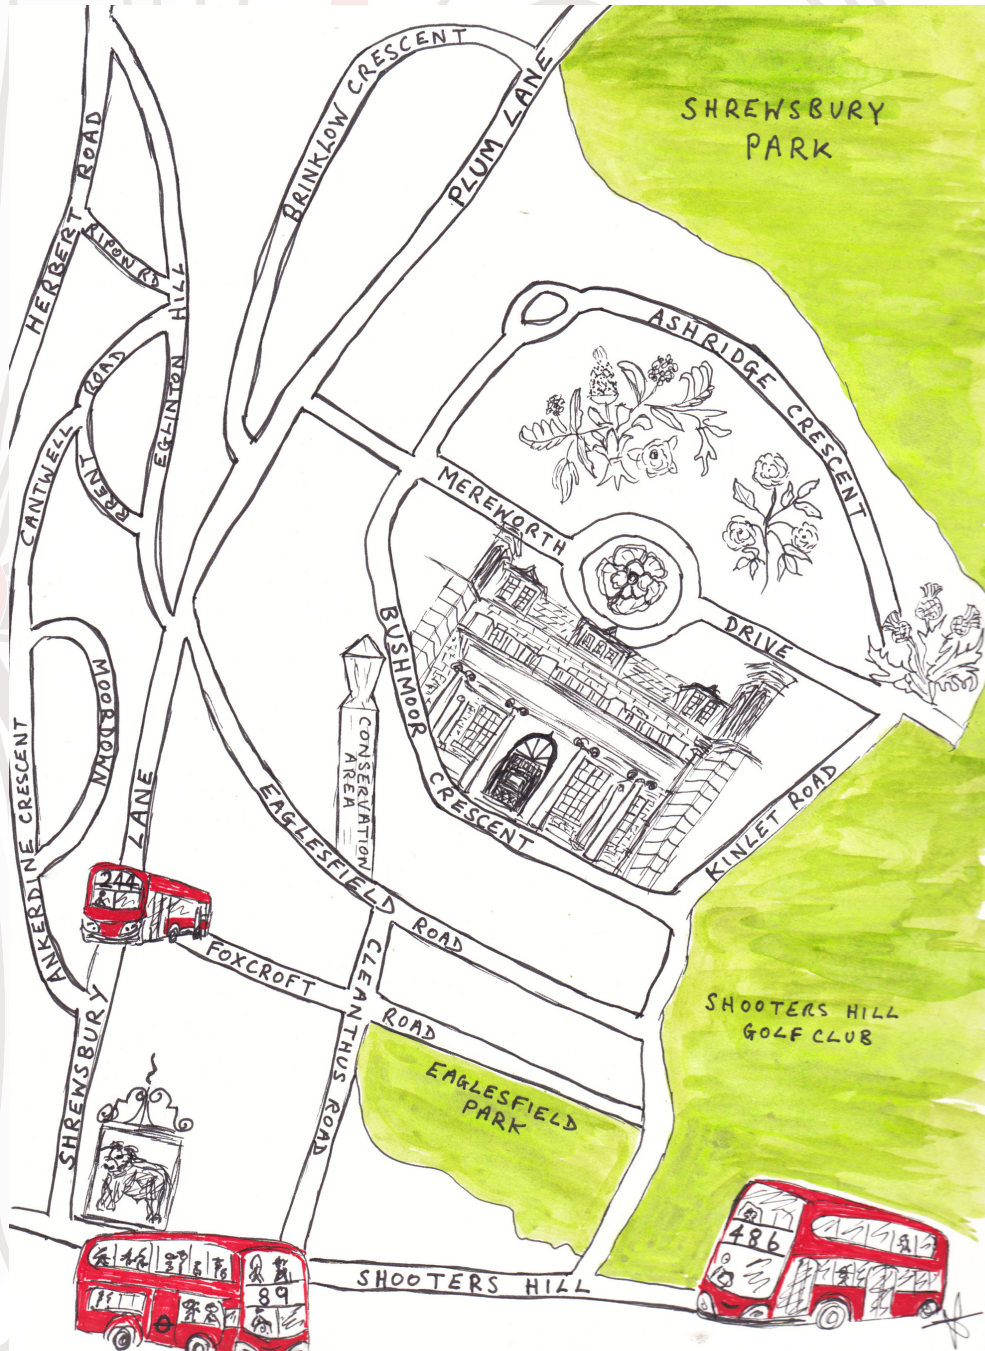 BRINKLOW CRESCENT
PLUM LANE
SHREWSBURY
PARK
HERBERT ROAD
RIPON RD
EGLINTON HILL
ASHRIDGE CRESCENT
CANTWELL ROAD
BRENT
MEREWORTH DRIVE
BUSHMOOR CRESCENT
MOORDOWN
CONSERVATION
AREA
ANKERDINE CRESCENT
KINLET ROAD
EAGLESFIELD ROAD
244
FOXCROFT ROAD
CLEANTHUS ROAD
SHREWSBURY LANE
SHOOTERS HILL
GOLF CLUB
EAGLESFIELD
PARK
486
89
SHOOTERS HILL